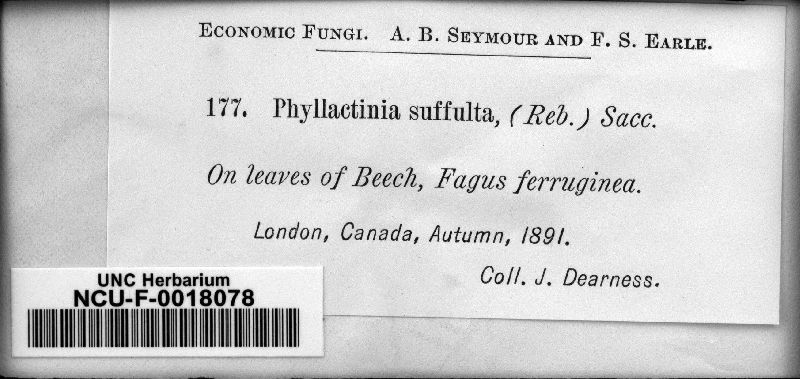 ECONOMIC FUNGI. A. B. SEYMOUR AND F. S. EARLE.
177. Phyllactinia suffulta, (Reb.) Sacc.
On leaves of Beech, Fagus ferruginea.
London, Canada, Autumn, 1891.
Coll. J. Dearness.
UNC Herbarium
NCU-F-0018078